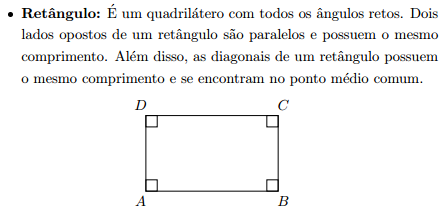 • Retângulo: É um quadrilátero com todos os ângulos retos. Dois
lados opostos de um retângulo são paralelos e possuem o mesmo
comprimento. Além disso, as diagonais de um retângulo possuem
o mesmo comprimento e se encontram no ponto médio comum.
D C
A B